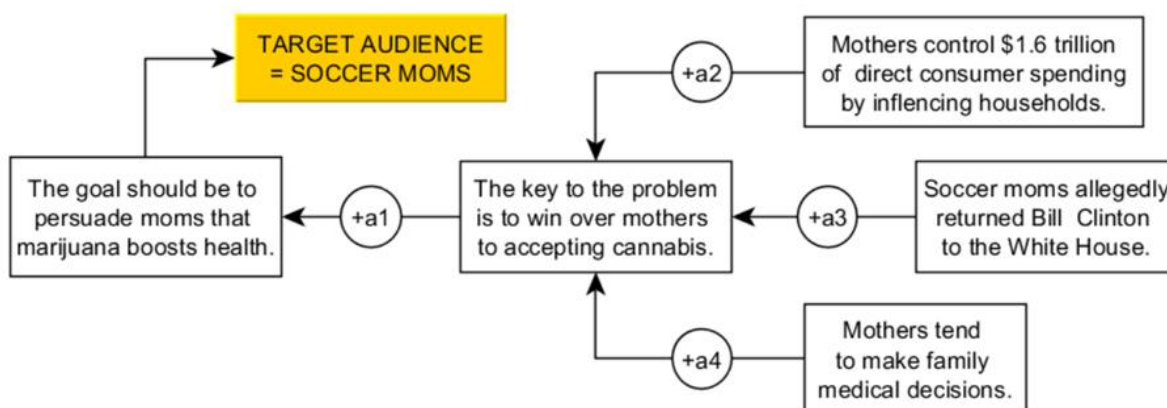 TARGET AUDIENCE
= SOCCER MOMS
+a2
Mothers control $1.6 trillion
of direct consumer spending
by inflencing households.
The goal should be to
persuade moms that
marijuana boosts health.
+a1
The key to the problem
is to win over mothers
to accepting cannabis.
+a3
Soccer moms allegedly
returned Bill Clinton
to the White House.
+a4
Mothers tend
to make family
medical decisions.